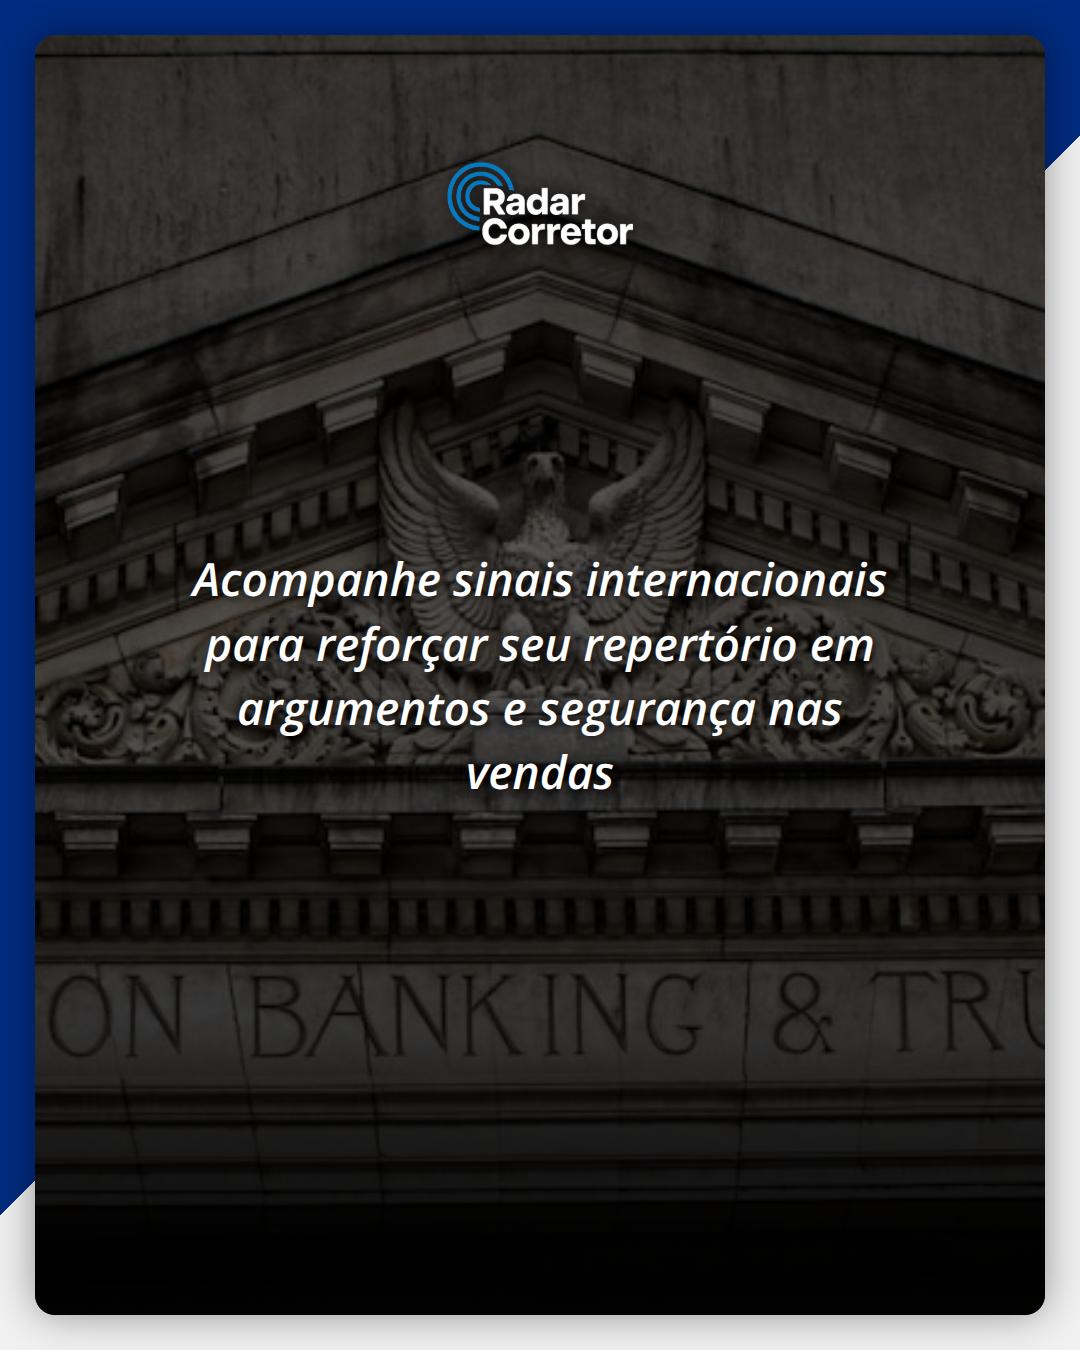 Radar
Corretor
Acompanhe sinais internacionais
para reforçar seu repertório em
argumentos e segurança nas
vendas
ON BANKING & TRU